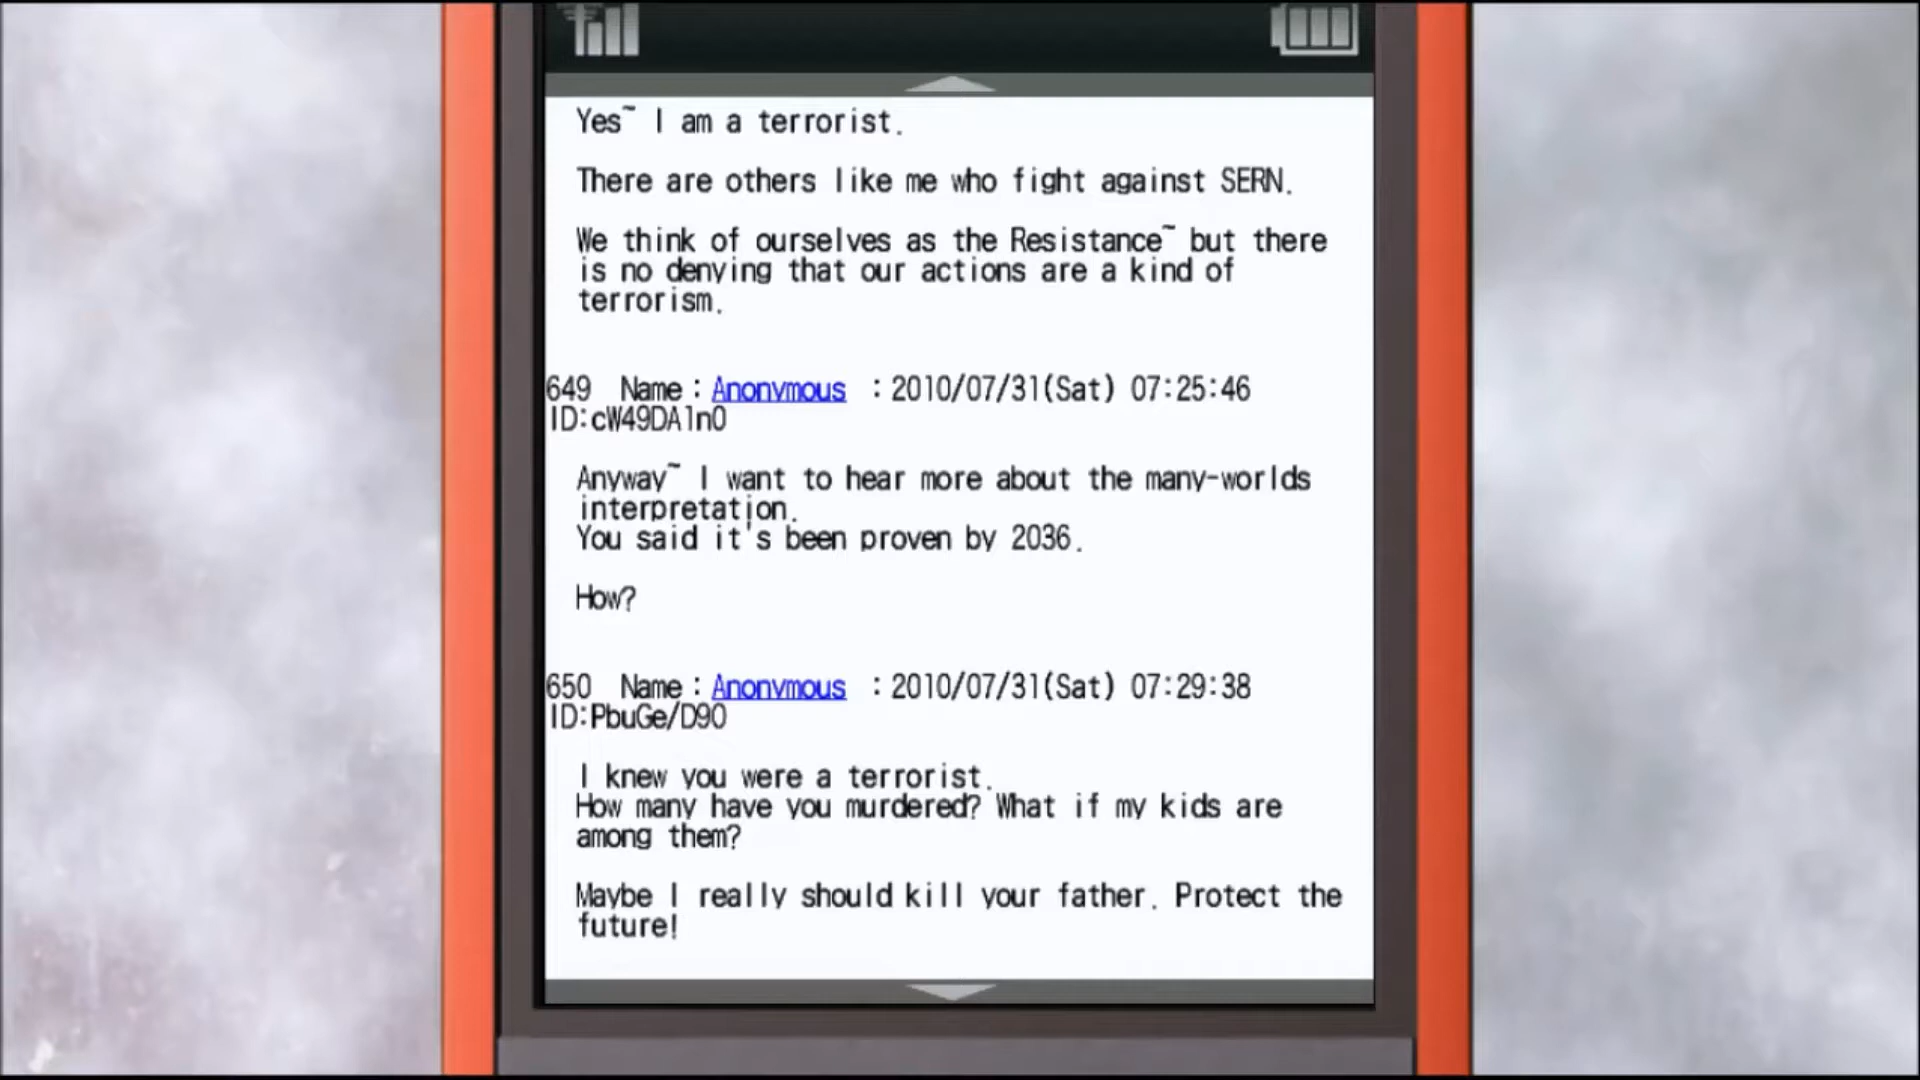 Yes~ I am a terrorist.
There are others like me who fight against SERN.
We think of ourselves as the Resistance~ but there
is no denying that our actions are a kind of
terrorism.
649 Name：Anonymous ：2010/07/31(Sat) 07:25:46
ID:cW49DA1n0
Anyway~ I want to hear more about the many-worlds
interpretation.
You said it's been proven by 2036.
How?
650 Name：Anonymous ：2010/07/31(Sat) 07:29:38
ID:PbuGe/D90
I knew you were a terrorist.
How many have you murdered? What if my kids are
among them?
Maybe I really should kill your father. Protect the
future!